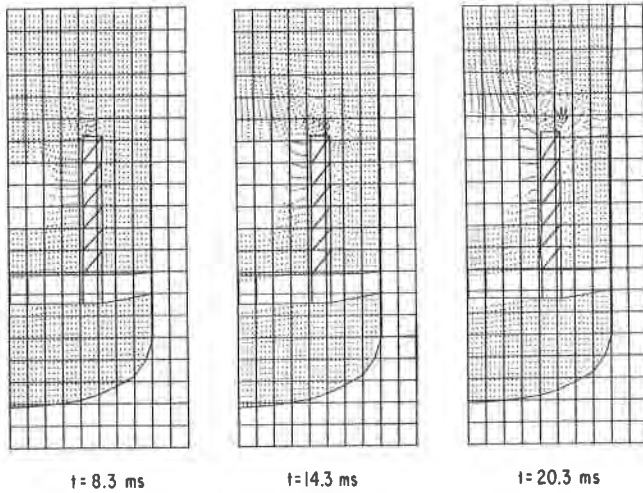 t = 8.3 ms
t = 14.3 ms
t = 20.3 ms